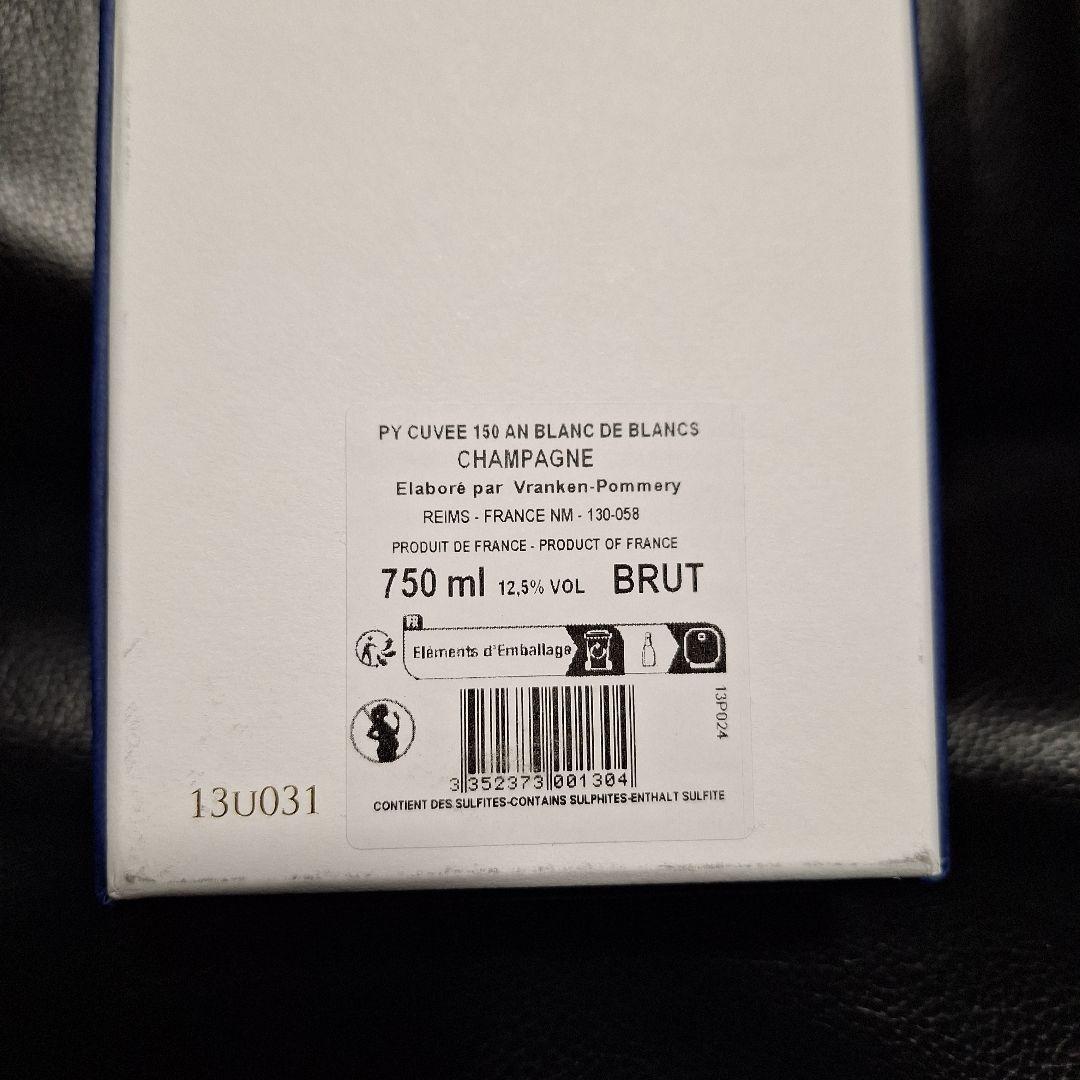 PY CUVEE 150 AN BLANC DE BLANCS
CHAMPAGNE
Elaboré par Vranken-Pommery
REIMS - FRANCE NM - 130-058
PRODUIT DE FRANCE - PRODUCT OF FRANCE
750 ml 12,5% VOL BRUT
FR
Eléments d'Emballage
13P024
3 352373 001304
CONTIENT DES SULFITES-CONTAINS SULPHITES-ENTHALT SULFITE
13U031